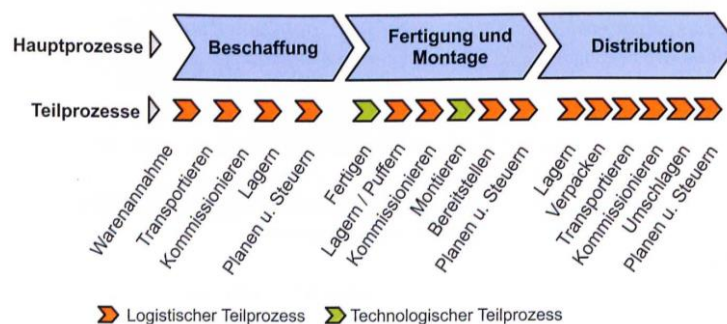 Hauptprozesse
Beschaffung
Fertigung und
Montage
Distribution
Teilprozesse
Warenannahme
Transportieren
Kommissionieren
Lagern
Planen u. Steuern
Fertigen
Lagern / Puffern
Kommissionieren
Montieren
Bereitstellen
Planen u. Steuern
Lagern
Verpacken
Transportieren
Kommissionieren
Umschlagen
Planen u. Steuern
Logistischer Teilprozess
Technologischer Teilprozess